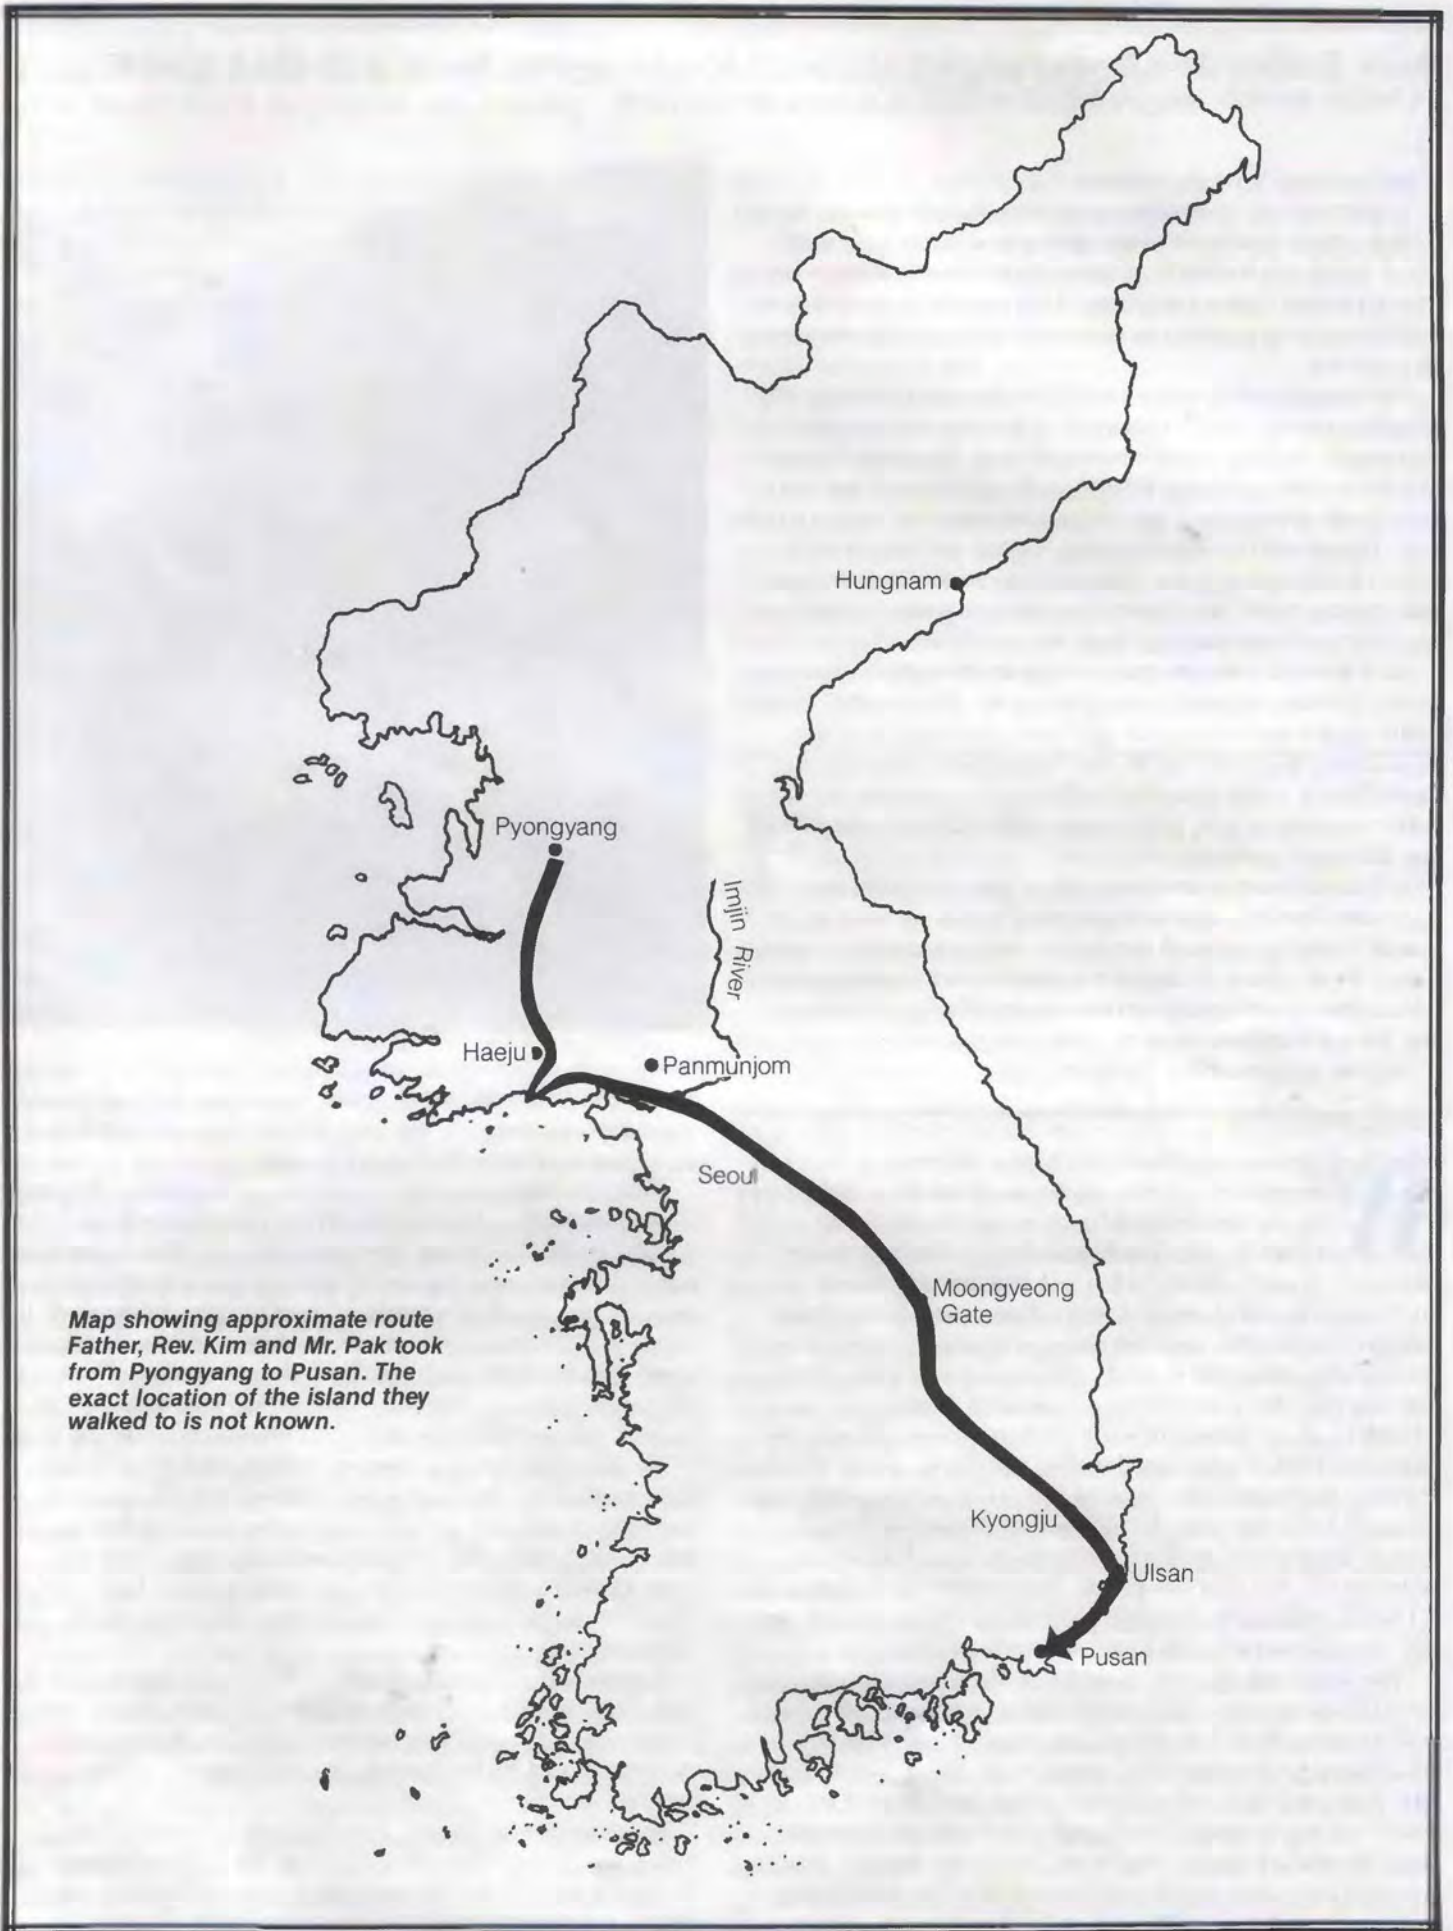 Hungnam
Pyongyang
Imjin River
Haeju
Panmunjom
Seoul
Moongyeong
Gate
Map showing approximate route
Father, Rev. Kim and Mr. Pak took
from Pyongyang to Pusan. The
exact location of the island they
walked to is not known.
Kyongju
Ulsan
Pusan